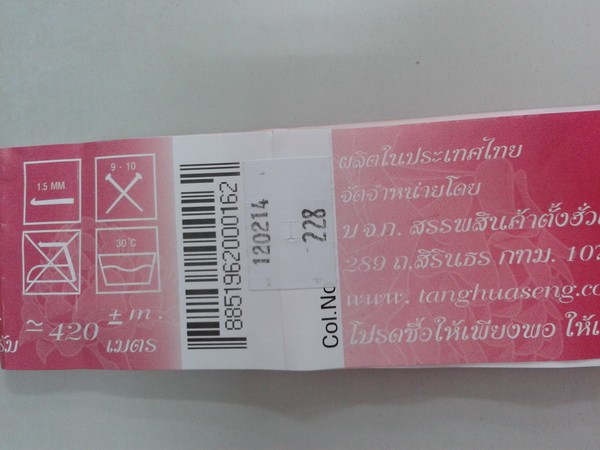 1.5 MM
9 - 10
30°C
≃ 420 ± m .
เมตร
8851962000162
120214
228
Col.No
ผลิตในประเทศไทย
จัดจำหน่ายโดย
บจก. สรรพสินค้าตั้งฮั่ว
289 ถ.สิรินธร กทม. 107
www. tanghuaseng.co
โปรดซื้อให้เพียงพอ ให้